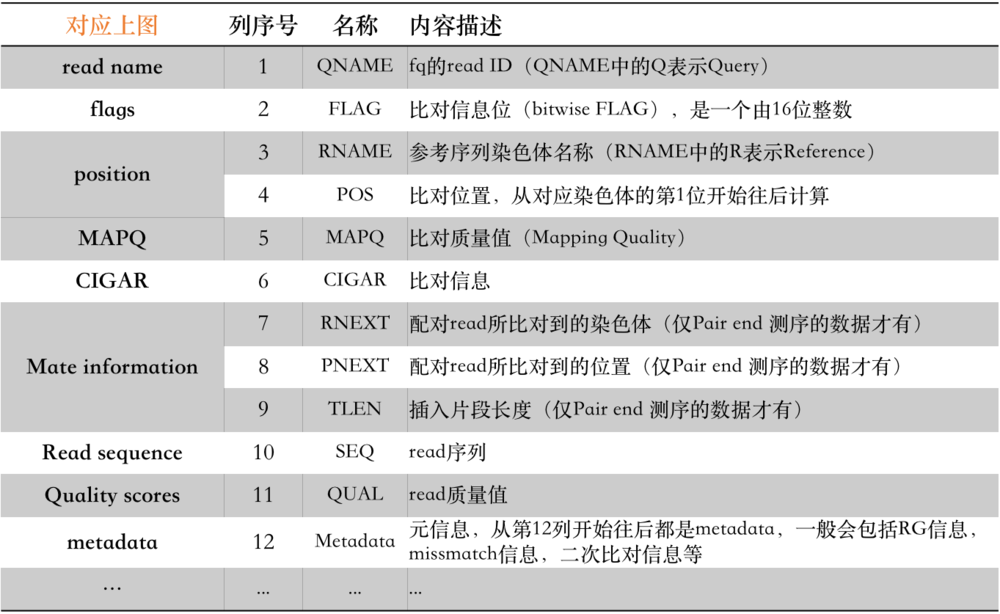 对应上图 列序号 名称 内容描述
read name 1 QNAME fq的read ID（QNAME中的Q表示Query）
flags 2 FLAG 比对信息位（bitwise FLAG），是一个由16位整数
position
3 RNAME 参考序列染色体名称（RNAME中的R表示Reference）
4 POS 比对位置，从对应染色体的第1位开始往后计算
MAPQ 5 MAPQ 比对质量值（Mapping Quality）
CIGAR 6 CIGAR 比对信息
Mate information
7 RNEXT 配对read所比对到的染色体（仅Pair end 测序的数据才有）
8 PNEXT 配对read所比对到的位置（仅Pair end 测序的数据才有）
9 TLEN 插入片段长度（仅Pair end 测序的数据才有）
Read sequence 10 SEQ read序列
Quality scores 11 QUAL read质量值
metadata 12 Metadata 元信息，从第12列开始往后都是metadata，一般会包括RG信息，
missmatch信息，二次比对信息等
... ... ... ...